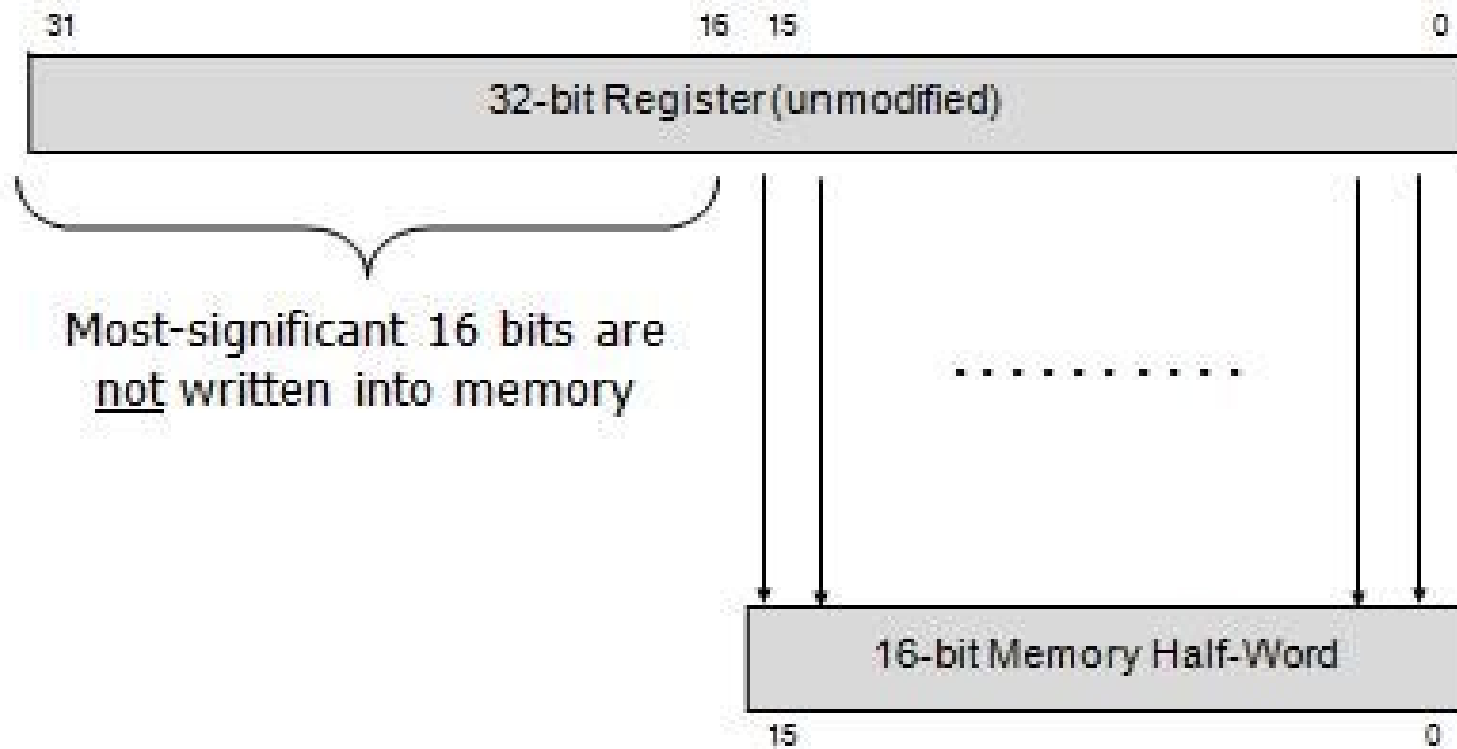 31 16 15 0
32-bit Register (unmodified)
Most-significant 16 bits are
not written into memory
16-bit Memory Half-Word
15 0